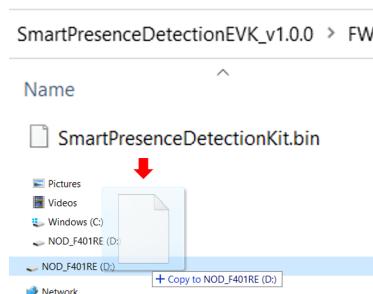 SmartPresenceDetectionEVK_v1.0.0 > FW
Name
SmartPresenceDetectionKit.bin
Pictures
Videos
Windows (C:)
NOD_F401RE (D:
NOD_F401RE (D:)
+ Copy to NOD_F401RE (D:)
Network